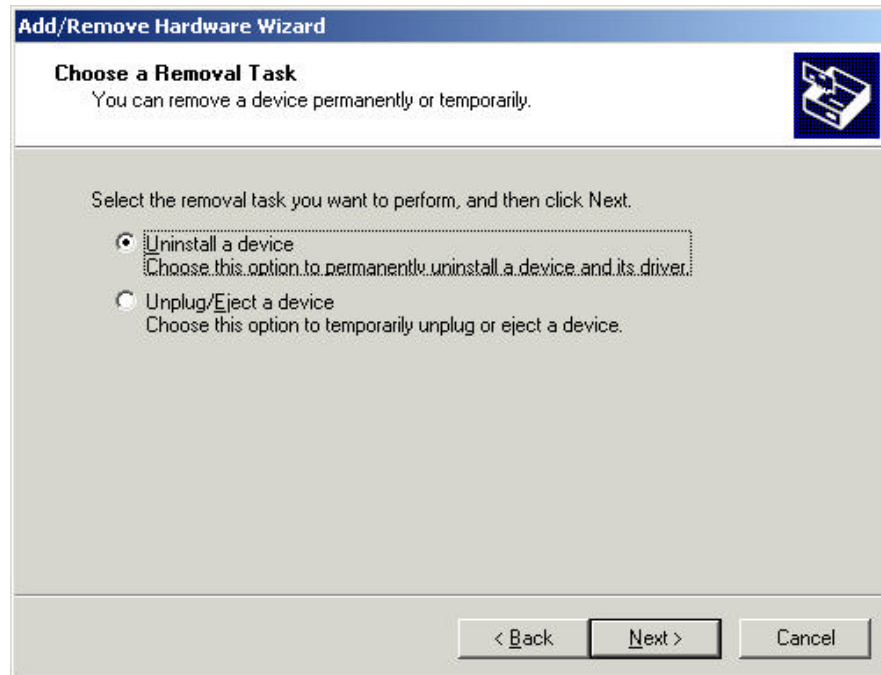 Add/Remove Hardware Wizard
Choose a Removal Task
You can remove a device permanently or temporarily.
Select the removal task you want to perform, and then click Next.
Uninstall a device
Choose this option to permanently uninstall a device and its driver.
Unplug/Eject a device
Choose this option to temporarily unplug or eject a device.
< Back Next > Cancel